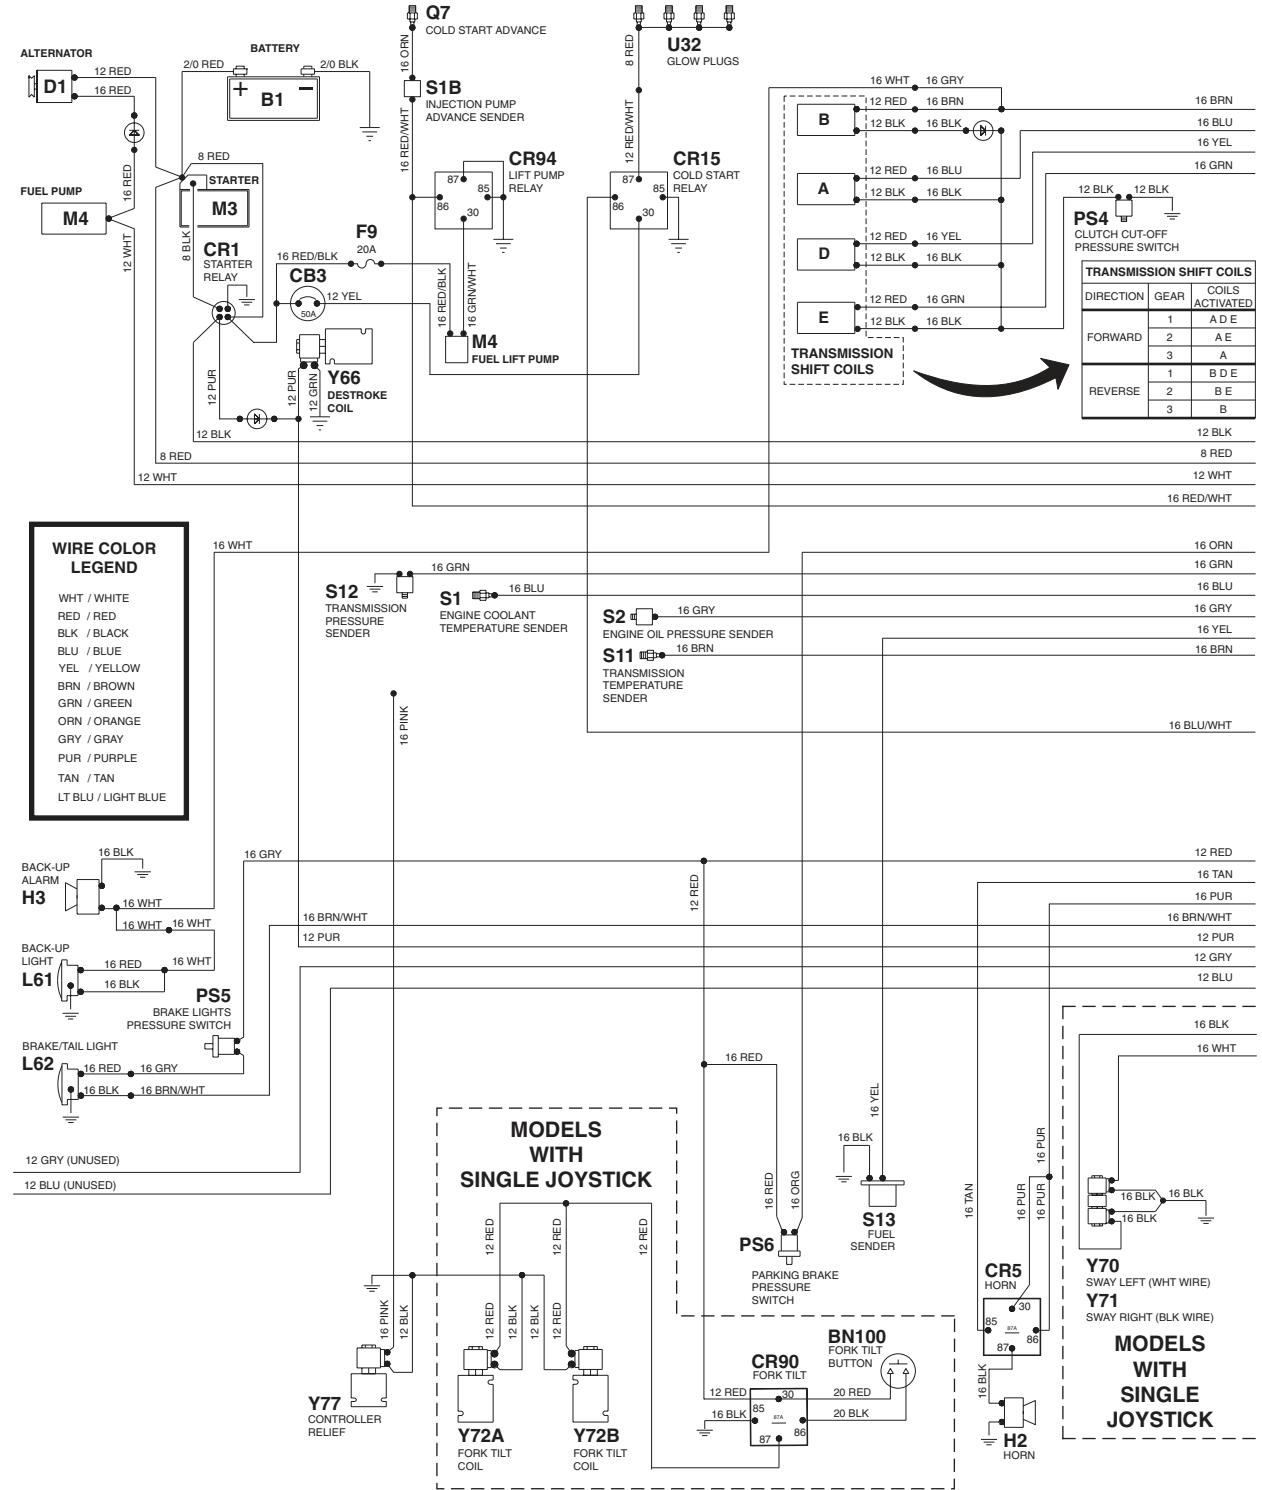 Q7
COLD START ADVANCE
16 ORN
S1B
INJECTION PUMP
ADVANCE SENDER
16 RED/WHT
U32
GLOW PLUGS
8 RED
12 RED/WHT
ALTERNATOR
D1
12 RED
16 RED
BATTERY
2/0 RED
2/0 BLK
+
B1
−
8 RED
STARTER
M3
FUEL PUMP
M4
16 RED
12 WHT
8 BLK
CR1
STARTER
RELAY
CR94
LIFT PUMP
RELAY
87
85
86
30
CR15
COLD START
RELAY
87
85
86
30
F9
20A
16 RED/BLK
CB3
50A
12 YEL
16 RED/BLK
16 GRN/WHT
M4
FUEL LIFT PUMP
Y66
DESTROKE
COIL
12 PUR
12 PUR
12 GRN
12 BLK
8 RED
12 WHT
16 WHT
16 GRY
B
12 RED
16 BRN
12 BLK
16 BLK
A
12 RED
16 BLU
12 BLK
16 BLK
D
12 RED
16 YEL
12 BLK
16 BLK
E
12 RED
16 GRN
12 BLK
16 BLK
TRANSMISSION
SHIFT COILS
16 BRN
16 BLU
16 YEL
16 GRN
12 BLK
12 BLK
PS4
CLUTCH CUT-OFF
PRESSURE SWITCH
TRANSMISSION SHIFT COILS
DIRECTION GEAR COILS ACTIVATED
FORWARD
1 A D E
2 A E
3 A
REVERSE
1 B D E
2 B E
3 B
12 BLK
8 RED
12 WHT
16 RED/WHT
WIRE COLOR
LEGEND
WHT / WHITE
RED / RED
BLK / BLACK
BLU / BLUE
YEL / YELLOW
BRN / BROWN
GRN / GREEN
ORN / ORANGE
GRY / GRAY
PUR / PURPLE
TAN / TAN
LT BLU / LIGHT BLUE
16 WHT
16 ORN
16 GRN
16 GRN
S12
TRANSMISSION
PRESSURE
SENDER
S1
16 BLU
16 BLU
ENGINE COOLANT
TEMPERATURE SENDER
S2
16 GRY
16 GRY
ENGINE OIL PRESSURE SENDER
16 YEL
S11
16 BRN
16 BRN
TRANSMISSION
TEMPERATURE
SENDER
16 PINK
16 BLU/WHT
BACK-UP
ALARM
H3
16 BLK
16 WHT
16 WHT
16 WHT
16 GRY
12 RED
12 RED
16 TAN
16 PUR
16 BRN/WHT
16 BRN/WHT
12 PUR
12 PUR
12 GRY
12 BLU
BACK-UP
LIGHT
L61
16 RED
16 WHT
16 BLK
PS5
BRAKE LIGHTS
PRESSURE SWITCH
BRAKE/TAIL LIGHT
L62
16 RED
16 GRY
16 BLK
16 BRN/WHT
12 GRY (UNUSED)
12 BLU (UNUSED)
16 RED
16 YEL
16 BLK
16 RED
16 ORG
PS6
PARKING BRAKE
PRESSURE
SWITCH
S13
FUEL
SENDER
MODELS
WITH
SINGLE JOYSTICK
12 RED
12 RED
12 RED
16 PINK
12 BLK
12 RED
12 BLK
12 BLK
12 RED
Y77
CONTROLLER
RELIEF
Y72A
FORK TILT
COIL
Y72B
FORK TILT
COIL
CR90
FORK TILT
12 RED
30
20 RED
16 BLK
85
87A
86
20 BLK
87
BN100
FORK TILT
BUTTON
16 TAN
16 PUR
16 PUR
16 PUR
CR5
HORN
30
85
87A
86
87
16 BLK
H2
HORN
16 BLK
16 WHT
16 BLK
16 BLK
16 BLK
Y70
SWAY LEFT (WHT WIRE)
Y71
SWAY RIGHT (BLK WIRE)
MODELS
WITH
SINGLE
JOYSTICK